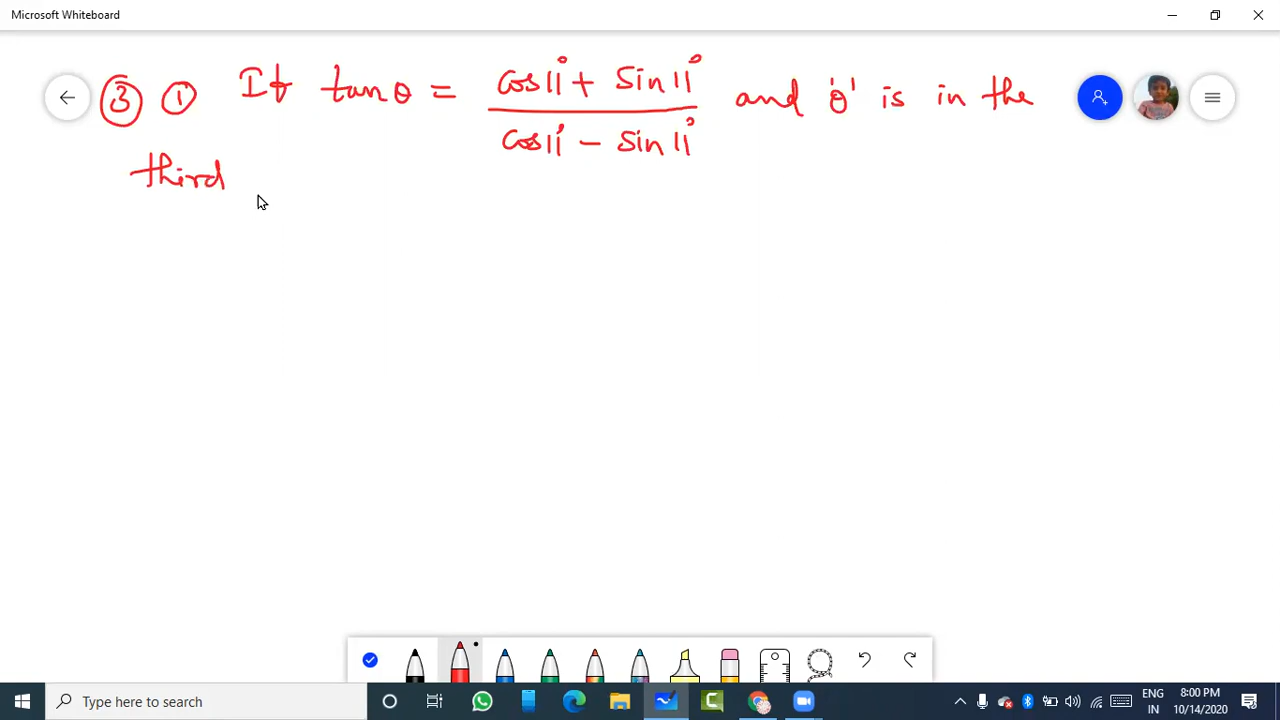 Microsoft Whiteboard
③ ① If tanθ = cos11° + sin11° / cos11° - sin11° and 'θ' is in the
third
Type here to search
ENG
IN
8:00 PM
10/14/2020